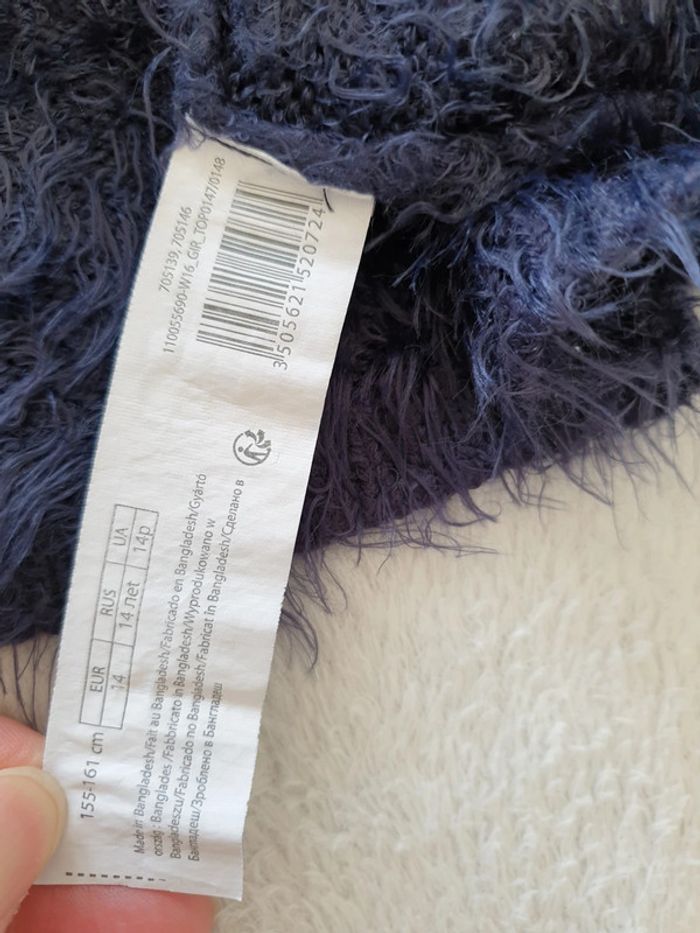 705139, 705146
110055690-W16_GIR_TOP0147/0148
3 505621 520724
155-161 cm
EUR RUS UA
14 14 лет 14р
Made in Bangladesh/Fait au Bangladesh/Fabricado en Bangladesh/Gyártó
ország : Banglades /Fabbricato in Bangladesh/Wyprodukowano w
Bangladeszu/Fabricado no Bangladesh/Fabricat în Bangladesh/Сделано в
Бангладеш/Зроблено в Бангладеш